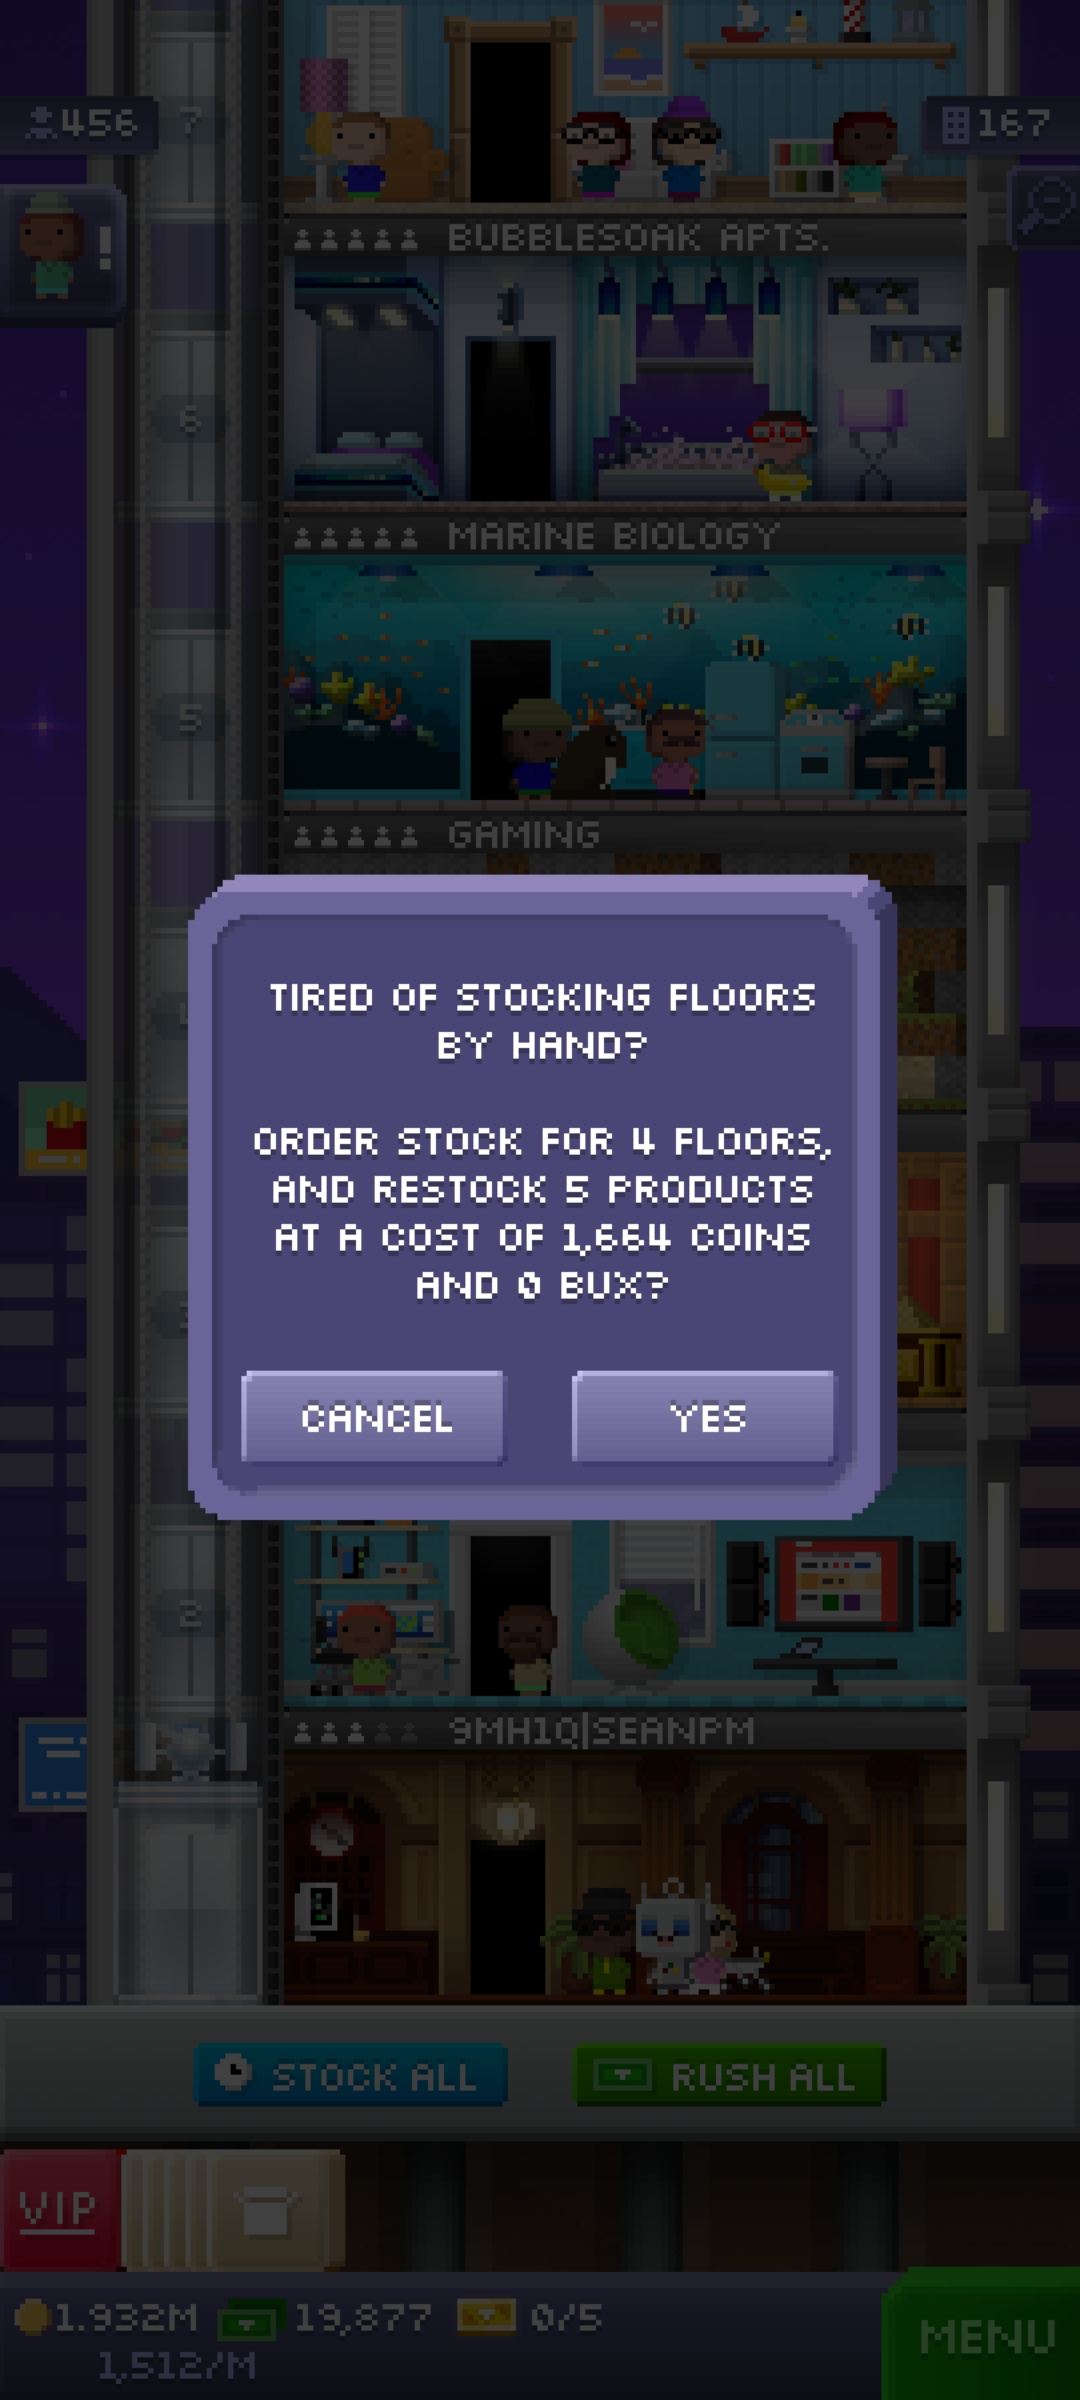 456
7
167
!
BUBBLESOAK APTS.
6
MARINE BIOLOGY
5
GAMING
TIRED OF STOCKING FLOORS
BY HAND?
ORDER STOCK FOR 4 FLOORS,
AND RESTOCK 5 PRODUCTS
AT A COST OF 1,664 COINS
AND 0 BUX?
CANCEL
YES
2
9MH1Q|SEANPM
STOCK ALL
RUSH ALL
VIP
1.932M
19,877
0/5
MENU
1,512/M